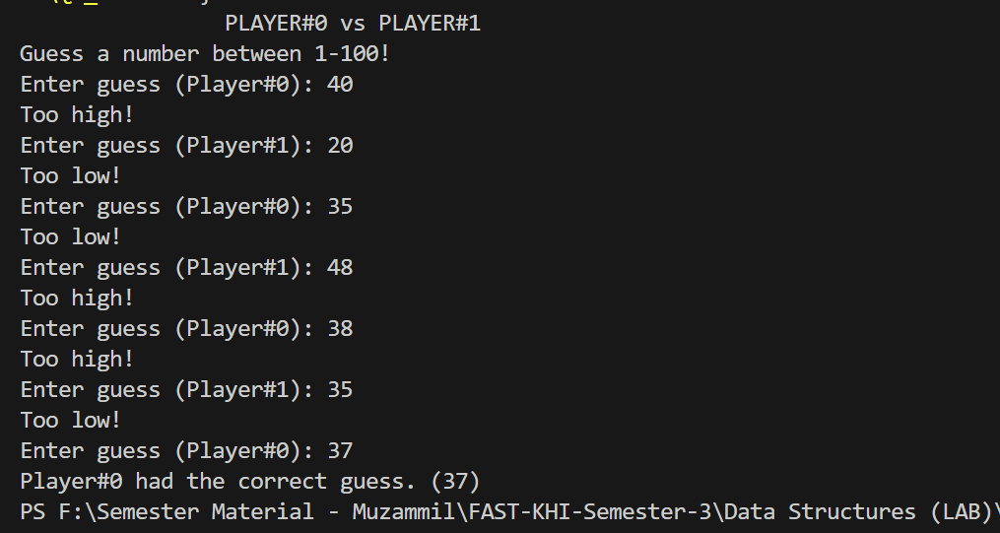 PLAYER#0 vs PLAYER#1
Guess a number between 1-100!
Enter guess (Player#0): 40
Too high!
Enter guess (Player#1): 20
Too low!
Enter guess (Player#0): 35
Too low!
Enter guess (Player#1): 48
Too high!
Enter guess (Player#0): 38
Too high!
Enter guess (Player#1): 35
Too low!
Enter guess (Player#0): 37
Player#0 had the correct guess. (37)
PS F:\Semester Material - Muzammil\FAST-KHI-Semester-3\Data Structures (LAB)\